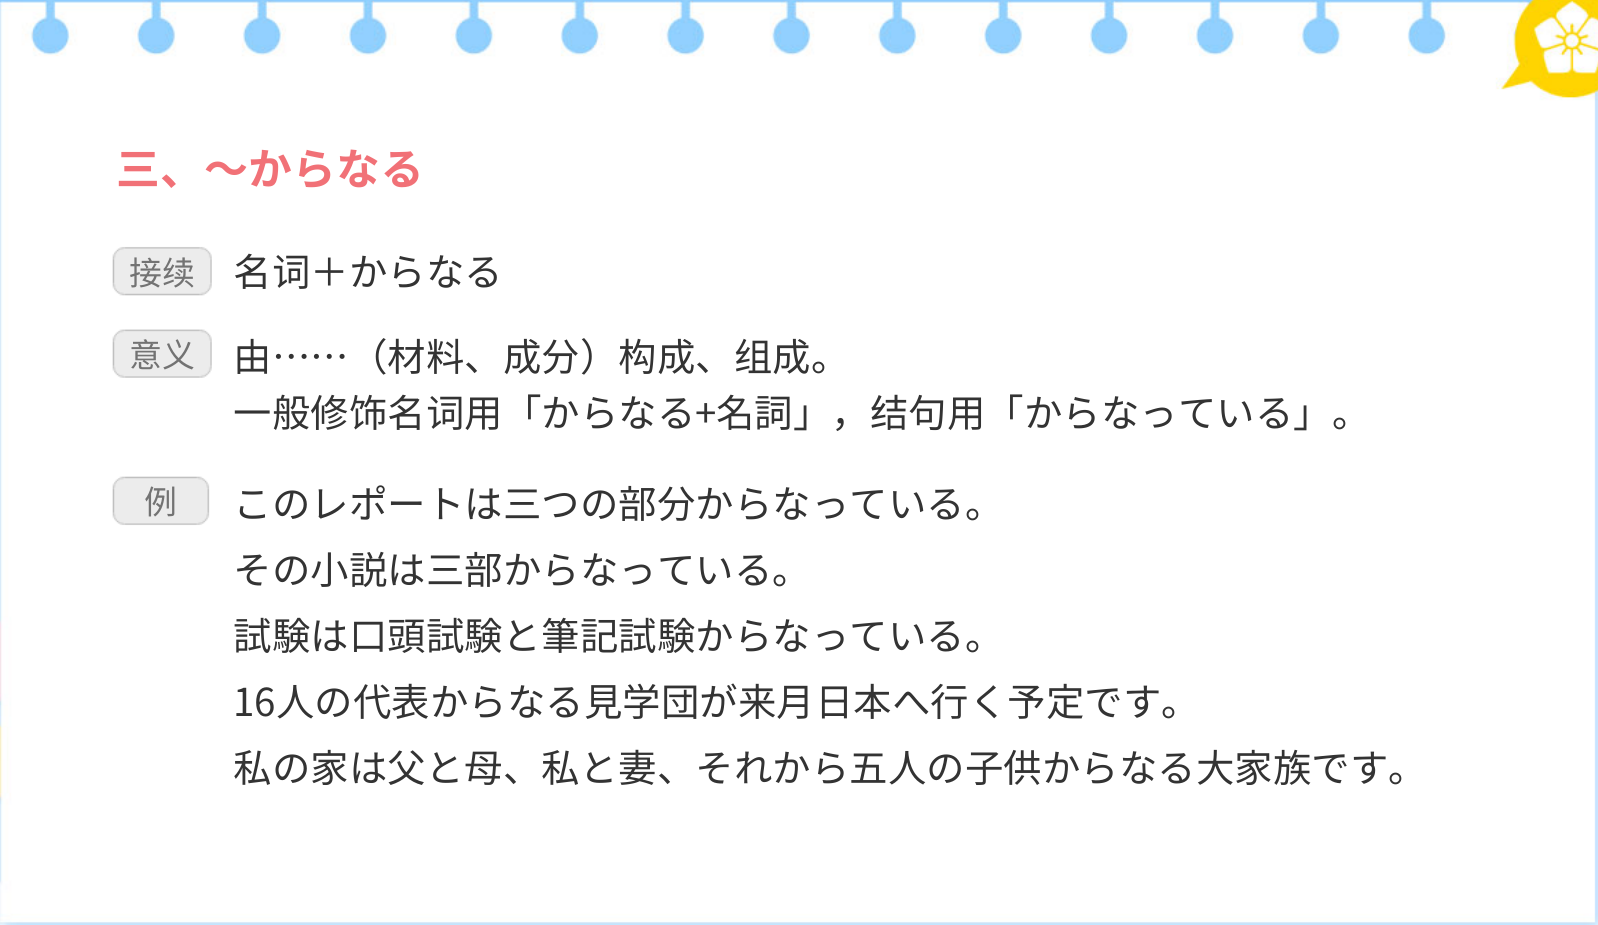 三、～からなる
接续 名词＋からなる
意义 由……（材料、成分）构成、组成。
一般修饰名词用「からなる+名詞」，结句用「からなっている」。
例 このレポートは三つの部分からなっている。
その小説は三部からなっている。
試験は口頭試験と筆記試験からなっている。
16人の代表からなる見学団が来月日本へ行く予定です。
私の家は父と母、私と妻、それから五人の子供からなる大家族です。